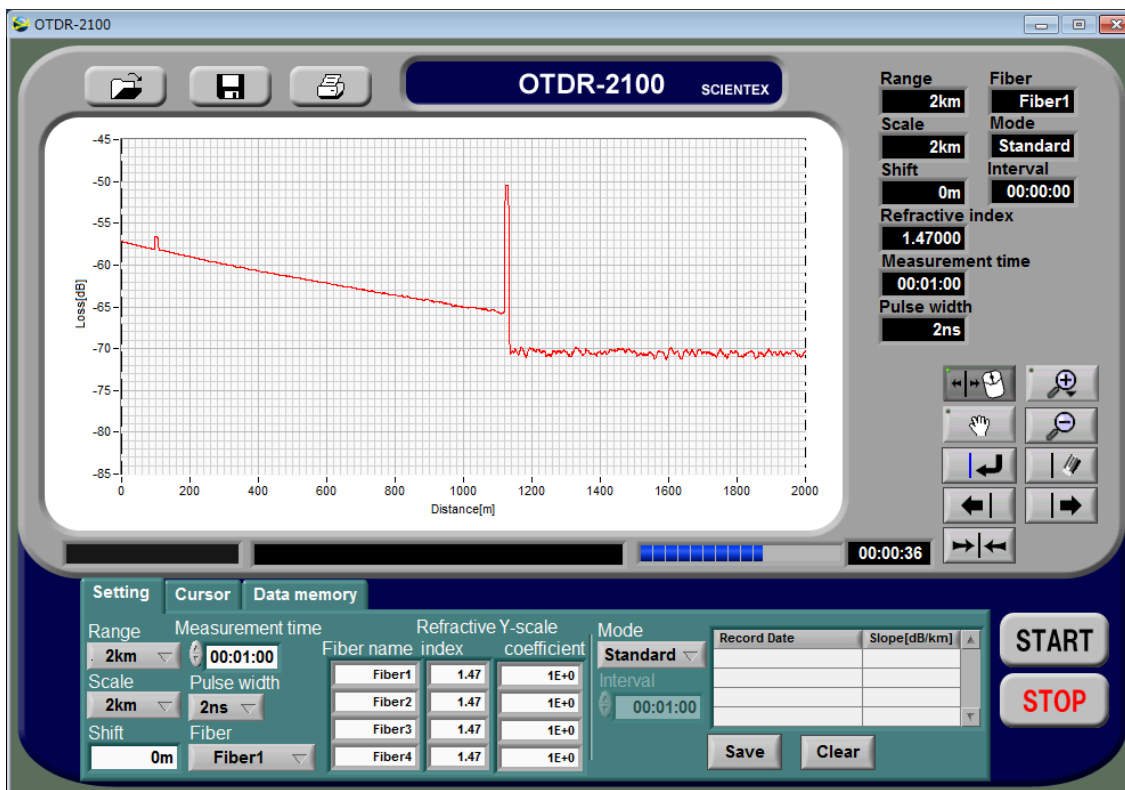 OTDR-2100
OTDR-2100 SCIENTEX
Range Fiber
2km Fiber1
Scale Mode
2km Standard
Shift Interval
0m 00:00:00
Refractive index
1.47000
Measurement time
00:01:00
Pulse width
2ns
-45
-50
-55
-60
-65
-70
-75
-80
-85
Loss[dB]
0 200 400 600 800 1000 1200 1400 1600 1800 2000
Distance[m]
00:00:36
Setting Cursor Data memory
Range Measurement time
2km 00:01:00
Scale Pulse width
2km 2ns
Shift Fiber
0m Fiber1
Fiber name Refractive index Y-scale coefficient
Fiber1 1.47 1E+0
Fiber2 1.47 1E+0
Fiber3 1.47 1E+0
Fiber4 1.47 1E+0
Mode
Standard
Interval
00:01:00
Record Date Slope[dB/km]
Save Clear
START
STOP